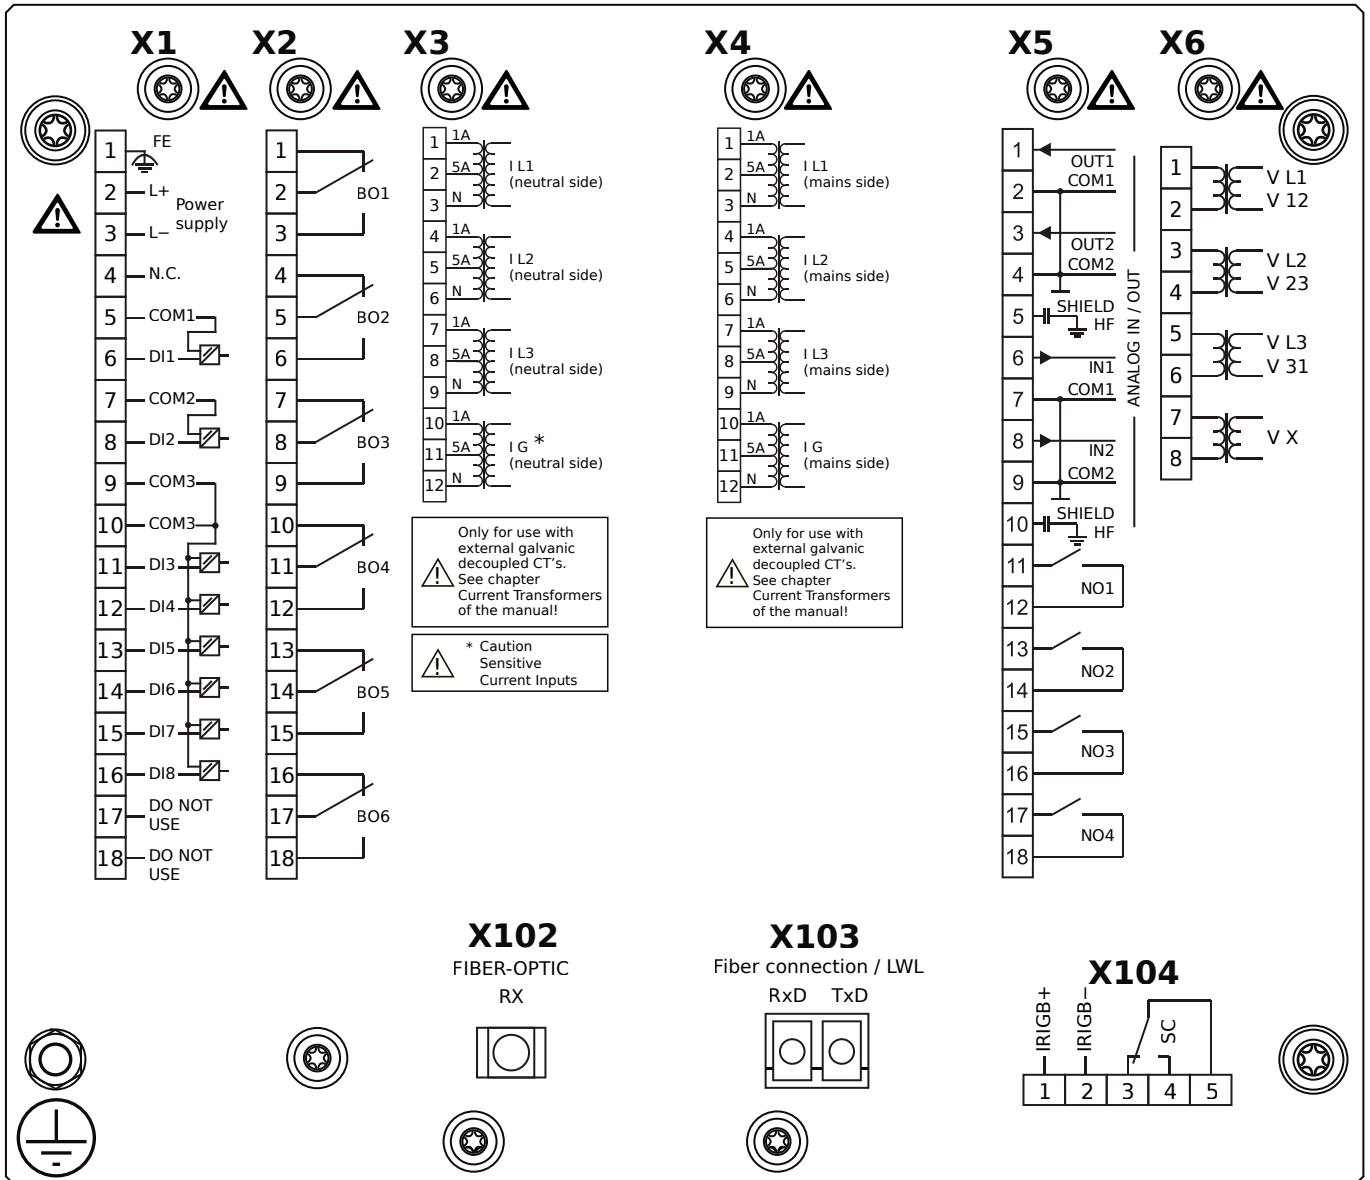 X1
1
FE
2
L+
Power
supply
3
L−
4
N.C.
5
COM1
6
DI1
7
COM2
8
DI2
9
COM3
10
COM3
11
DI3
12
DI4
13
DI5
14
DI6
15
DI7
16
DI8
17
DO NOT
USE
18
DO NOT
USE
X2
1
2
BO1
3
4
5
BO2
6
7
8
BO3
9
10
11
BO4
12
13
14
BO5
15
16
17
BO6
18
X3
1
1A
2
5A
3
N
I L1
(neutral side)
4
1A
5
5A
6
N
I L2
(neutral side)
7
1A
8
5A
9
N
I L3
(neutral side)
10
1A
11
5A
12
N
I G *
(neutral side)
Only for use with
external galvanic
decoupled CT’s.
See chapter
Current Transformers
of the manual!
* Caution
Sensitive
Current Inputs
X4
1
1A
2
5A
3
N
I L1
(mains side)
4
1A
5
5A
6
N
I L2
(mains side)
7
1A
8
5A
9
N
I L3
(mains side)
10
1A
11
5A
12
N
I G
(mains side)
Only for use with
external galvanic
decoupled CT’s.
See chapter
Current Transformers
of the manual!
X5
1
OUT1
2
COM1
3
OUT2
4
COM2
5
SHIELD
HF
6
IN1
7
COM1
8
IN2
9
COM2
10
SHIELD
HF
ANALOG IN / OUT
11
NO1
12
13
NO2
14
15
NO3
16
17
NO4
18
X6
1
V L1
2
V 12
3
V L2
4
V 23
5
V L3
6
V 31
7
V X
8
X102
FIBER-OPTIC
RX
X103
Fiber connection / LWL
RxD TxD
X104
IRIGB+
IRIGB−
SC
1 2 3 4 5